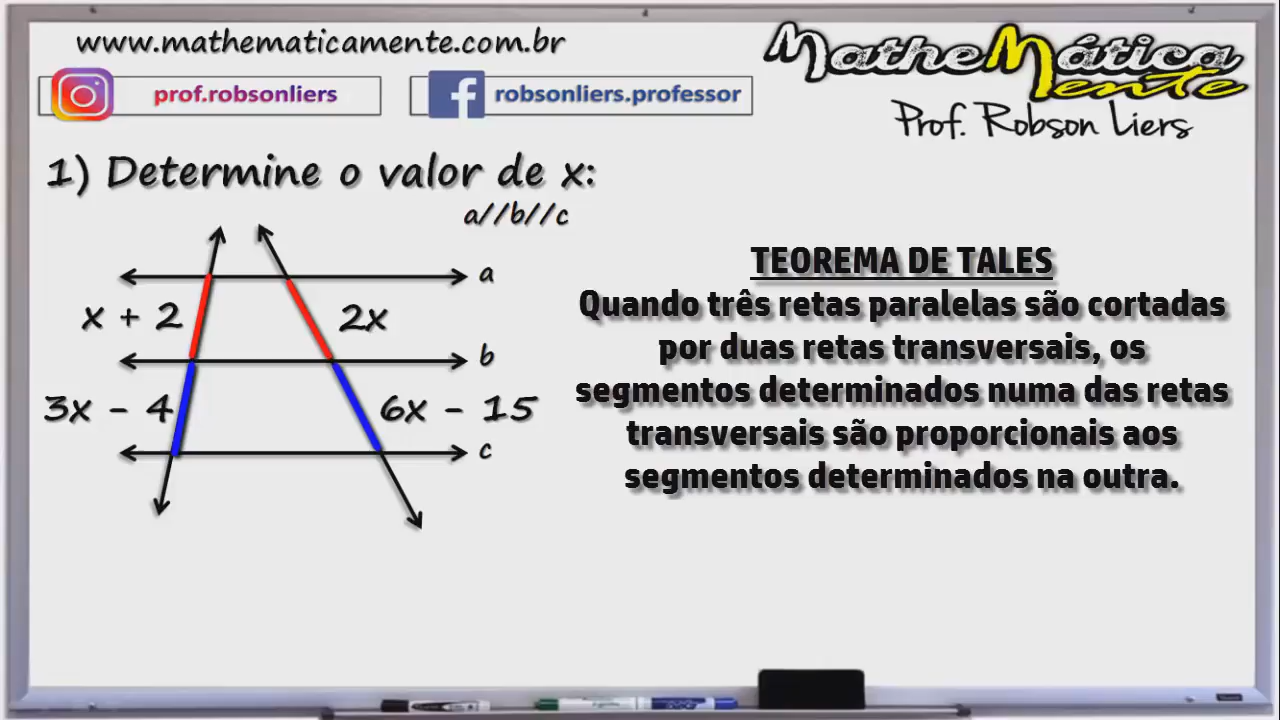 www.mathematicamente.com.br
MatheMática
mente
prof.robsonliers
robsonliers.professor
Prof. Robson Liers
1) Determine o valor de x:
a//b//c
a
x + 2
2x
b
3x - 4
6x - 15
c
TEOREMA DE TALES
Quando três retas paralelas são cortadas
por duas retas transversais, os
segmentos determinados numa das retas
transversais são proporcionais aos
segmentos determinados na outra.